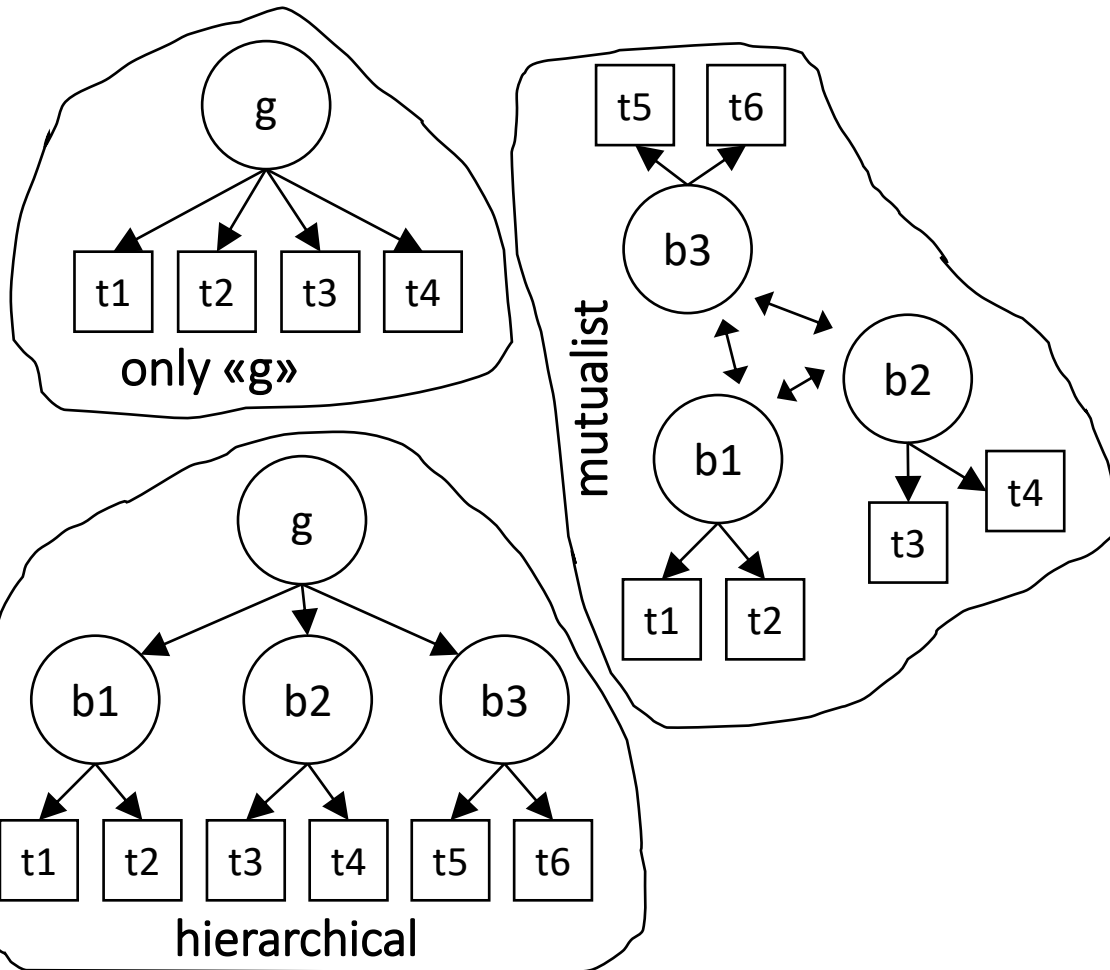 g
t1 t2 t3 t4
only «g»
t5 t6
b3
b2
b1
t4
t3
t1 t2
mutualist
g
b1 b2 b3
t1 t2 t3 t4 t5 t6
hierarchical